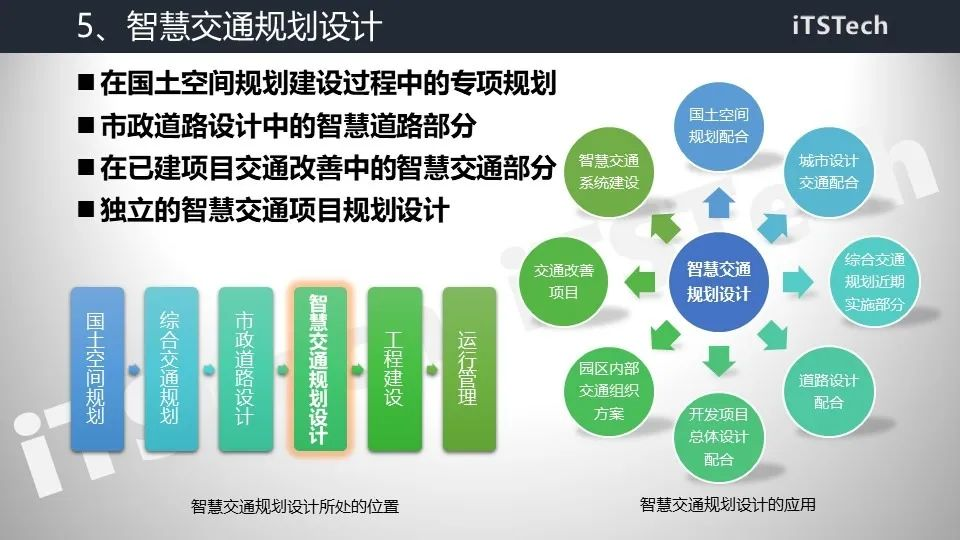 5、智慧交通规划设计
iTSTech
■ 在国土空间规划建设过程中的专项规划
■ 市政道路设计中的智慧道路部分
■ 在已建项目交通改善中的智慧交通部分
■ 独立的智慧交通项目规划设计
国土空间规划
综合交通规划
市政道路设计
智慧交通规划设计
工程建设
运行管理
智慧交通规划设计所处的位置
智慧交通
规划设计
国土空间
规划配合
城市设计
交通配合
综合交通
规划近期
实施部分
道路设计
配合
开发项目
总体设计
配合
园区内部
交通组织
方案
交通改善
项目
智慧交通
系统建设
智慧交通规划设计的应用
iTSTech
iTSTech